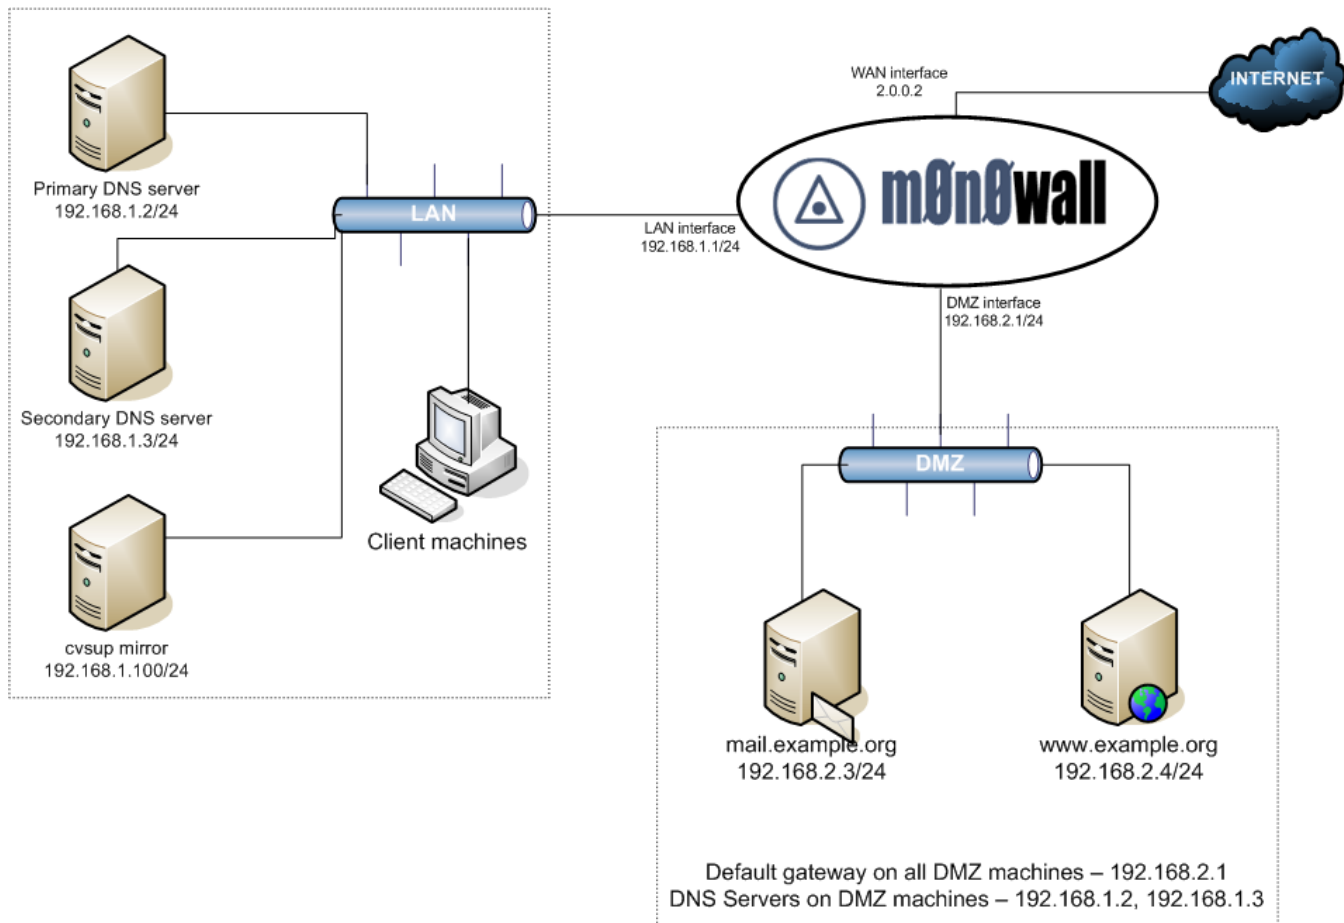 Primary DNS server
192.168.1.2/24
Secondary DNS server
192.168.1.3/24
cvsup mirror
192.168.1.100/24
LAN
Client machines
LAN interface
192.168.1.1/24
WAN interface
2.0.0.2
INTERNET
mØnØwall
DMZ interface
192.168.2.1/24
DMZ
mail.example.org
192.168.2.3/24
www.example.org
192.168.2.4/24
Default gateway on all DMZ machines – 192.168.2.1
DNS Servers on DMZ machines – 192.168.1.2, 192.168.1.3